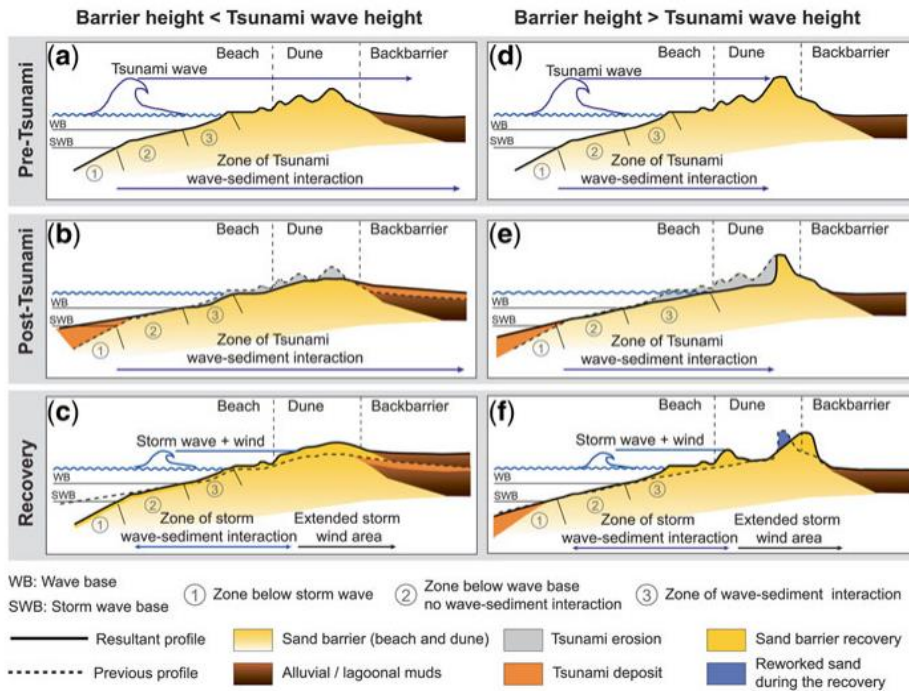 Barrier height < Tsunami wave height
Barrier height > Tsunami wave height
Pre-Tsunami
(a)
Beach
Dune
Backbarrier
Tsunami wave
WB
SWB
1
2
3
Zone of Tsunami
wave-sediment interaction
(d)
Beach
Dune
Backbarrier
Tsunami wave
WB
SWB
1
2
3
Zone of Tsunami
wave-sediment interaction
Post-Tsunami
(b)
Beach
Dune
Backbarrier
WB
SWB
1
2
3
Zone of Tsunami
wave-sediment interaction
(e)
Beach
Dune
Backbarrier
WB
SWB
1
2
3
Zone of Tsunami
wave-sediment interaction
Recovery
(c)
Beach
Dune
Backbarrier
Storm wave + wind
WB
SWB
1
2
3
Zone of storm
wave-sediment interaction
Extended storm
wind area
(f)
Beach
Dune
Backbarrier
Storm wave + wind
WB
SWB
1
2
3
Zone of storm
wave-sediment interaction
Extended storm
wind area
WB: Wave base
SWB: Storm wave base
1 Zone below storm wave
2 Zone below wave base
no wave-sediment interaction
3 Zone of wave-sediment interaction
Resultant profile
Sand barrier (beach and dune)
Tsunami erosion
Sand barrier recovery
Previous profile
Alluvial / lagoonal muds
Tsunami deposit
Reworked sand
during the recovery